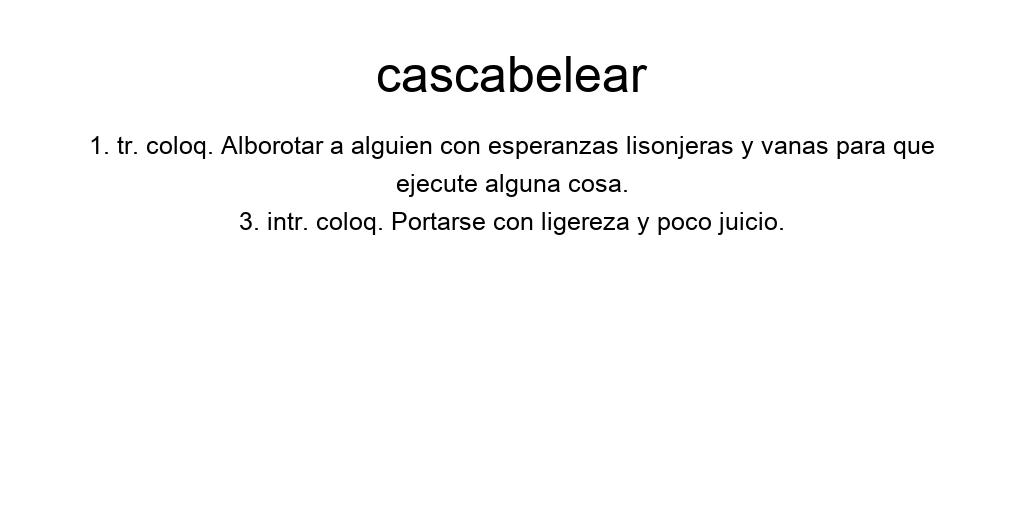 cascabelear
1. tr. coloq. Alborotar a alguien con esperanzas lisonjeras y vanas para que
ejecute alguna cosa.
3. intr. coloq. Portarse con ligereza y poco juicio.